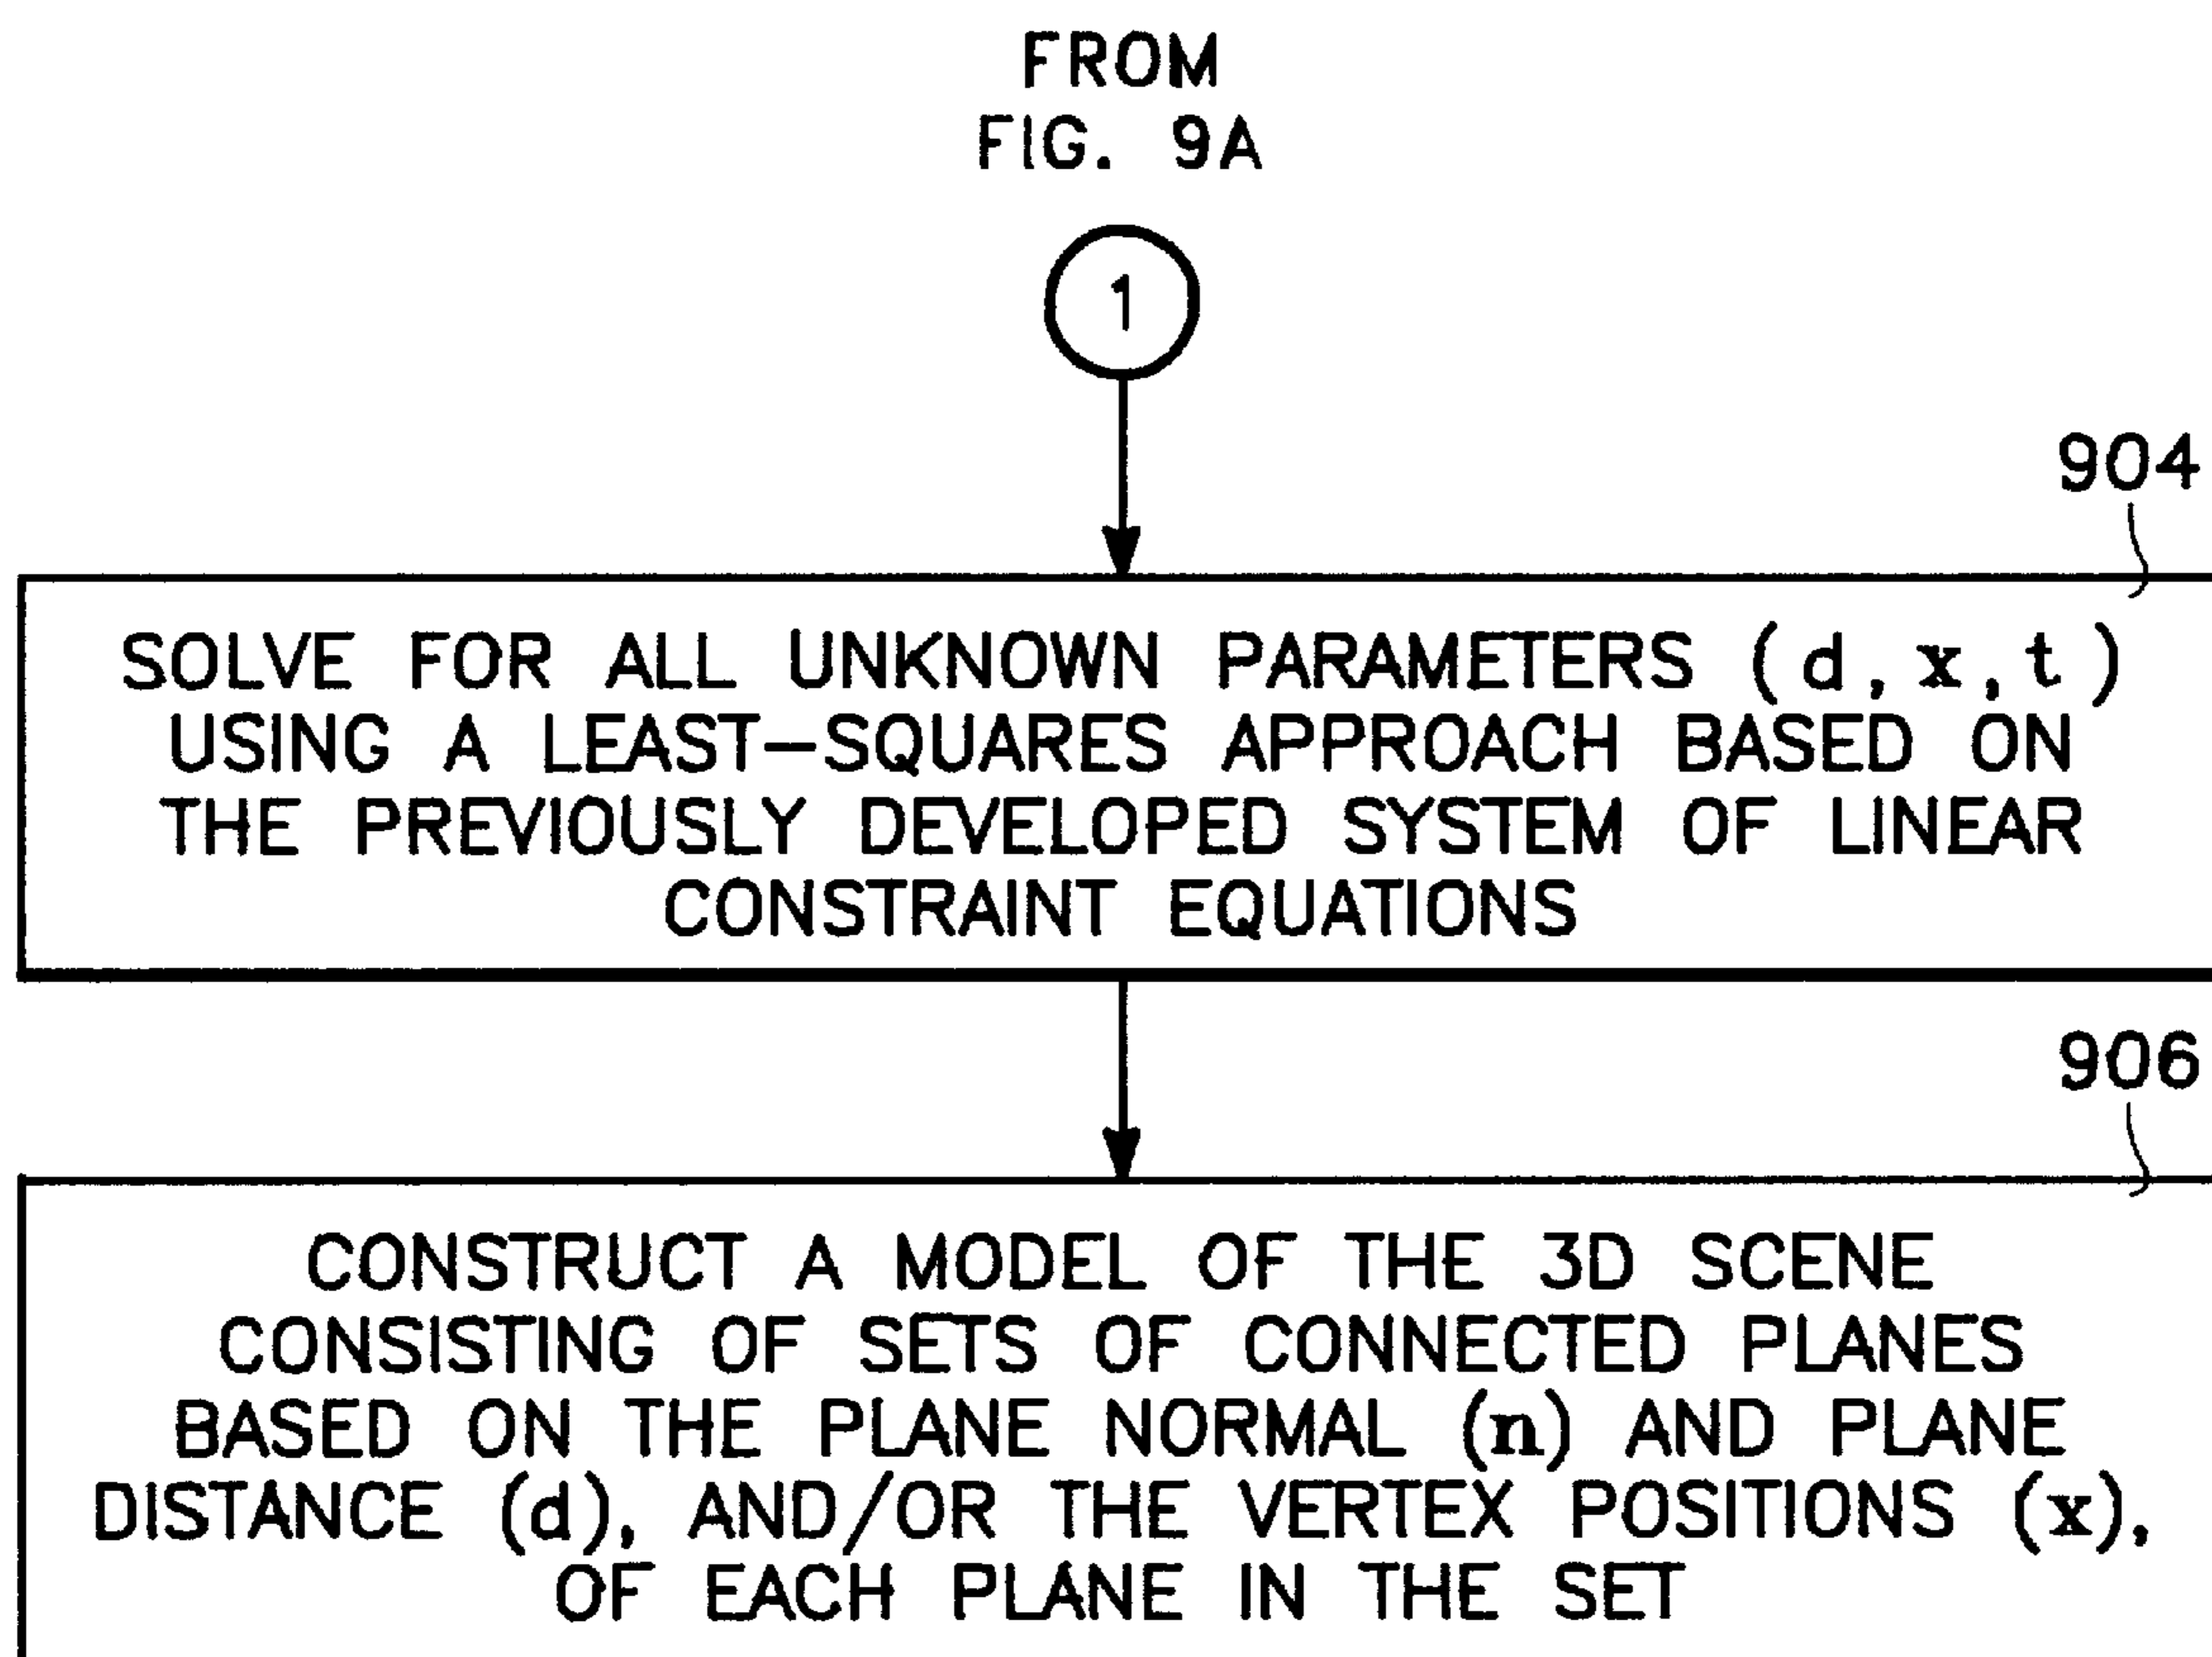 FROM
FIG. 9A
1
904
SOLVE FOR ALL UNKNOWN PARAMETERS (d, x, t)
USING A LEAST-SQUARES APPROACH BASED ON
THE PREVIOUSLY DEVELOPED SYSTEM OF LINEAR
CONSTRAINT EQUATIONS
906
CONSTRUCT A MODEL OF THE 3D SCENE
CONSISTING OF SETS OF CONNECTED PLANES
BASED ON THE PLANE NORMAL (n) AND PLANE
DISTANCE (d), AND/OR THE VERTEX POSITIONS (x),
OF EACH PLANE IN THE SET